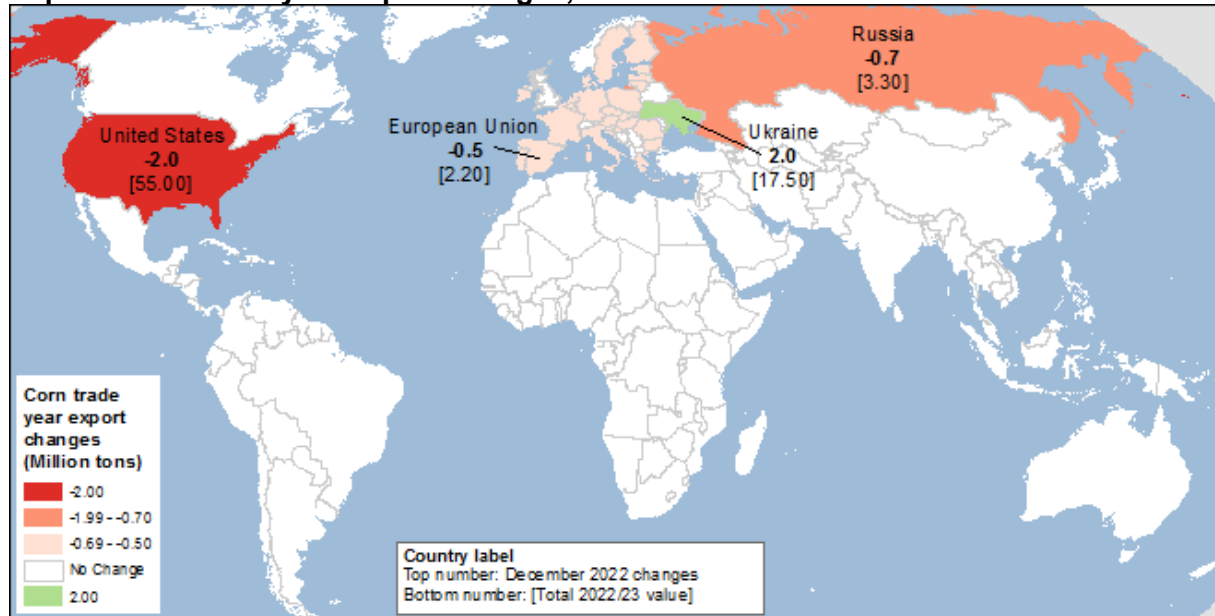 United States
-2.0
[55.00]
European Union
-0.5
[2.20]
Russia
-0.7
[3.30]
Ukraine
2.0
[17.50]
Corn trade
year export
changes
(Million tons)
-2.00
-1.99 - -0.70
-0.69 - -0.50
No Change
2.00
Country label
Top number: December 2022 changes
Bottom number: [Total 2022/23 value]